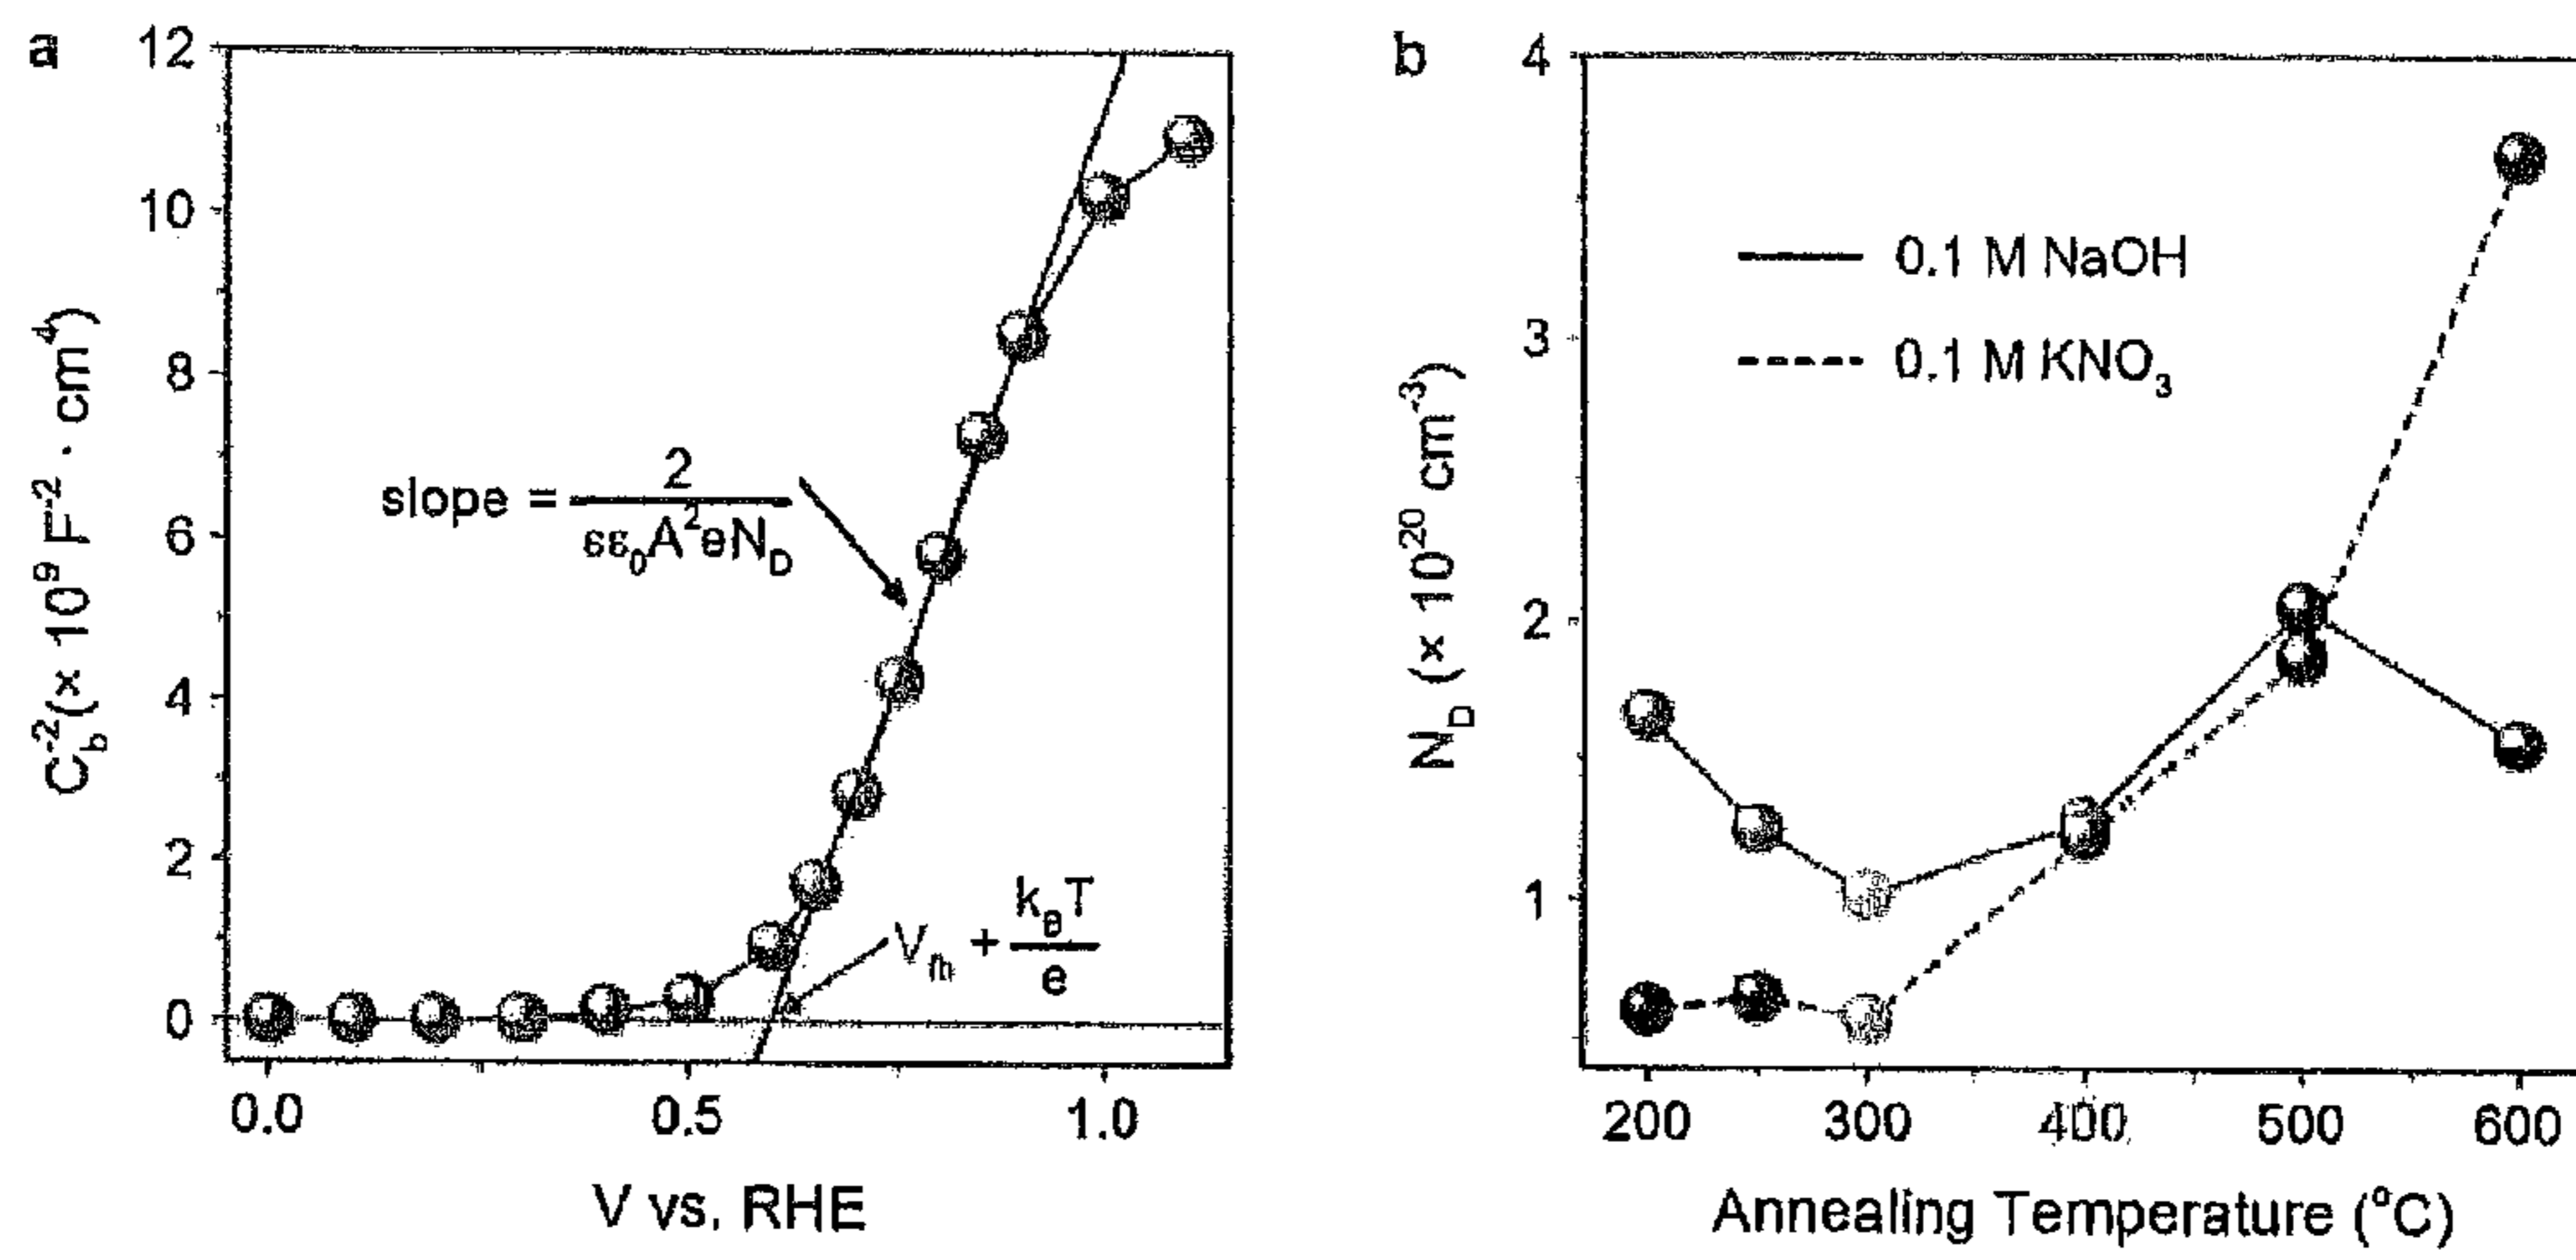 a
12
10
8
6
4
2
0
C_b^-2 (× 10^9 F^-2 · cm^4)
slope = 2 / εε_0A^2eN_D
V_fb + k_BT / e
0.0 0.5 1.0
V vs. RHE
b
4
3
2
1
N_D (× 10^20 cm^-3)
0.1 M NaOH
0.1 M KNO_3
200 300 400 500 600
Annealing Temperature (°C)